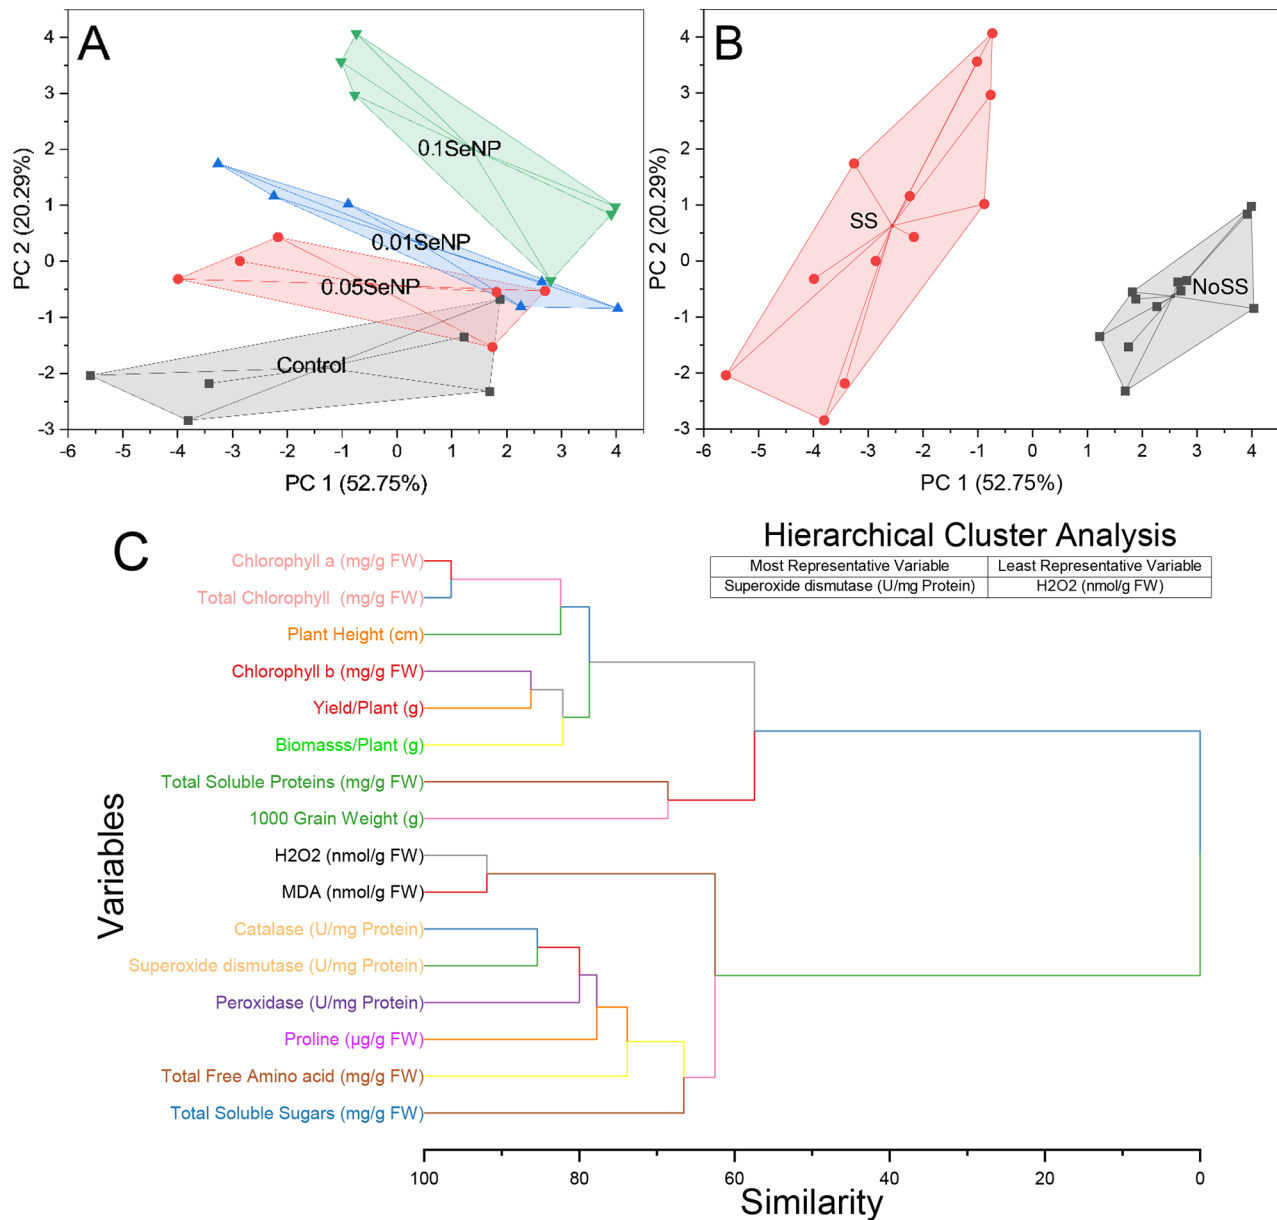 A
4
3
2
1
0
-1
-2
-3
PC 2 (20.29%)
0.1SeNP
0.01SeNP
0.05SeNP
Control
-6 -5 -4 -3 -2 -1 0 1 2 3 4
PC 1 (52.75%)
B
4
3
2
1
0
-1
-2
-3
PC 2 (20.29%)
SS
NoSS
-6 -5 -4 -3 -2 -1 0 1 2 3 4
PC 1 (52.75%)
C
Hierarchical Cluster Analysis
Most Representative Variable Least Representative Variable
Superoxide dismutase (U/mg Protein) H2O2 (nmol/g FW)
Variables
Chlorophyll a (mg/g FW)
Total Chlorophyll (mg/g FW)
Plant Height (cm)
Chlorophyll b (mg/g FW)
Yield/Plant (g)
Biomasss/Plant (g)
Total Soluble Proteins (mg/g FW)
1000 Grain Weight (g)
H2O2 (nmol/g FW)
MDA (nmol/g FW)
Catalase (U/mg Protein)
Superoxide dismutase (U/mg Protein)
Peroxidase (U/mg Protein)
Proline (µg/g FW)
Total Free Amino acid (mg/g FW)
Total Soluble Sugars (mg/g FW)
100 80 60 40 20 0
Similarity